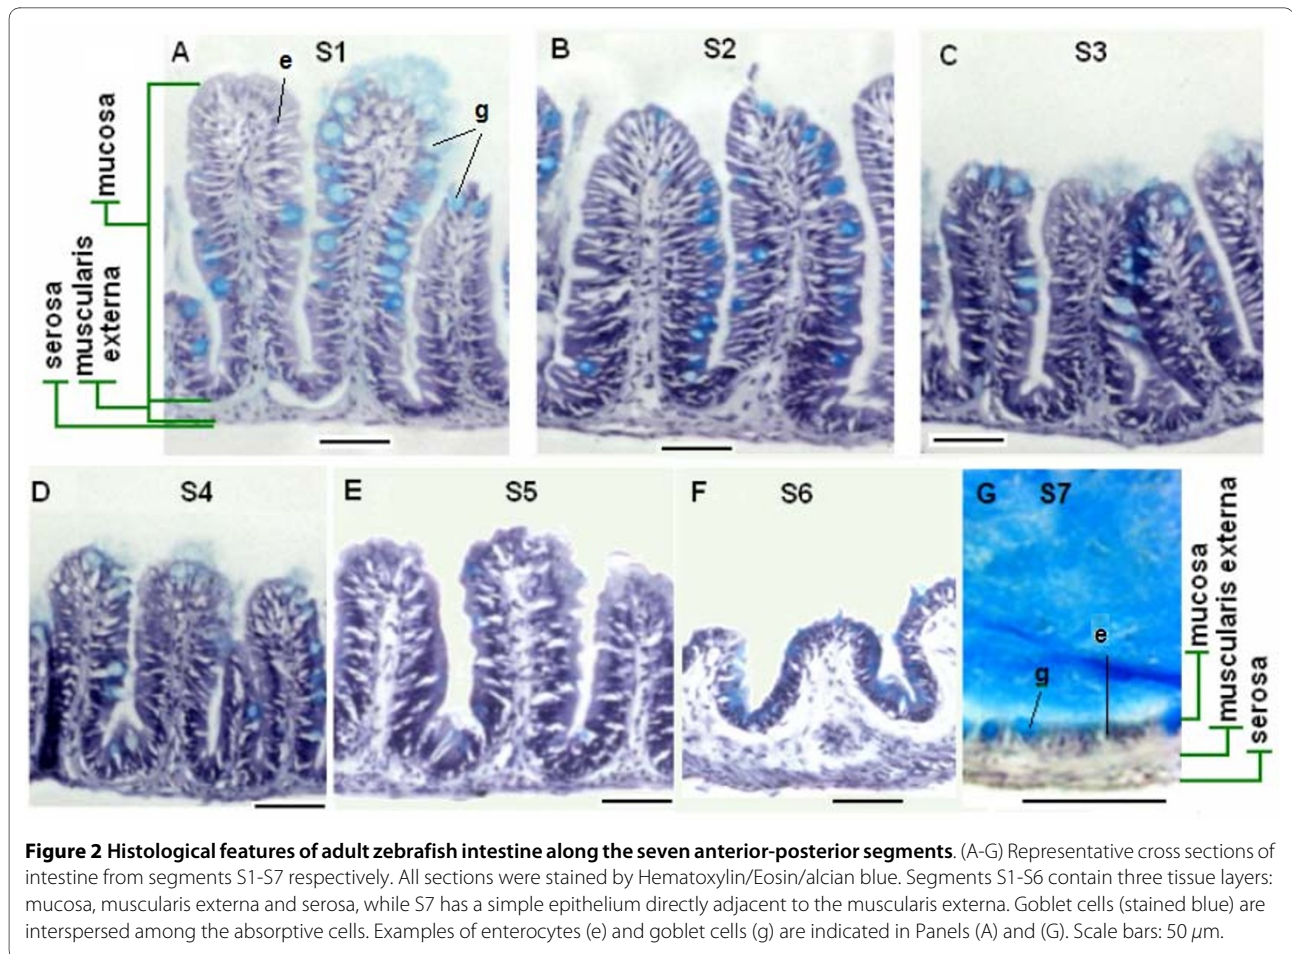 A S1
e
g
mucosa
muscularis
externa
serosa
B S2
C S3
D S4
E S5
F S6
G S7
e
g
mucosa
muscularis externa
serosa
Figure 2 Histological features of adult zebrafish intestine along the seven anterior-posterior segments. (A-G) Representative cross sections of
intestine from segments S1-S7 respectively. All sections were stained by Hematoxylin/Eosin/alcian blue. Segments S1-S6 contain three tissue layers:
mucosa, muscularis externa and serosa, while S7 has a simple epithelium directly adjacent to the muscularis externa. Goblet cells (stained blue) are
interspersed among the absorptive cells. Examples of enterocytes (e) and goblet cells (g) are indicated in Panels (A) and (G). Scale bars: 50 μm.